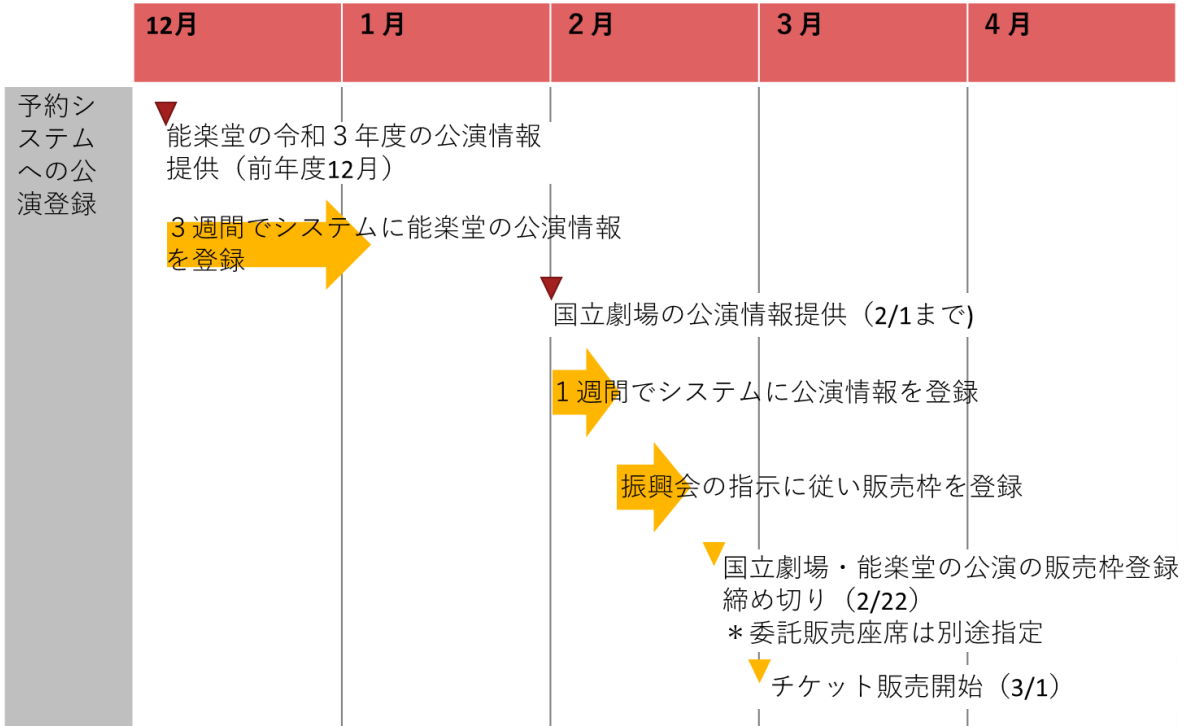 12月
１月
２月
３月
４月
予約シ
ステム
への公
演登録
能楽堂の令和３年度の公演情報
提供（前年度12月）
３週間でシステムに能楽堂の公演情報
を登録
国立劇場の公演情報提供（2/1まで)
１週間でシステムに公演情報を登録
振興会の指示に従い販売枠を登録
国立劇場・能楽堂の公演の販売枠登録
締め切り（2/22）
＊委託販売座席は別途指定
チケット販売開始（3/1）